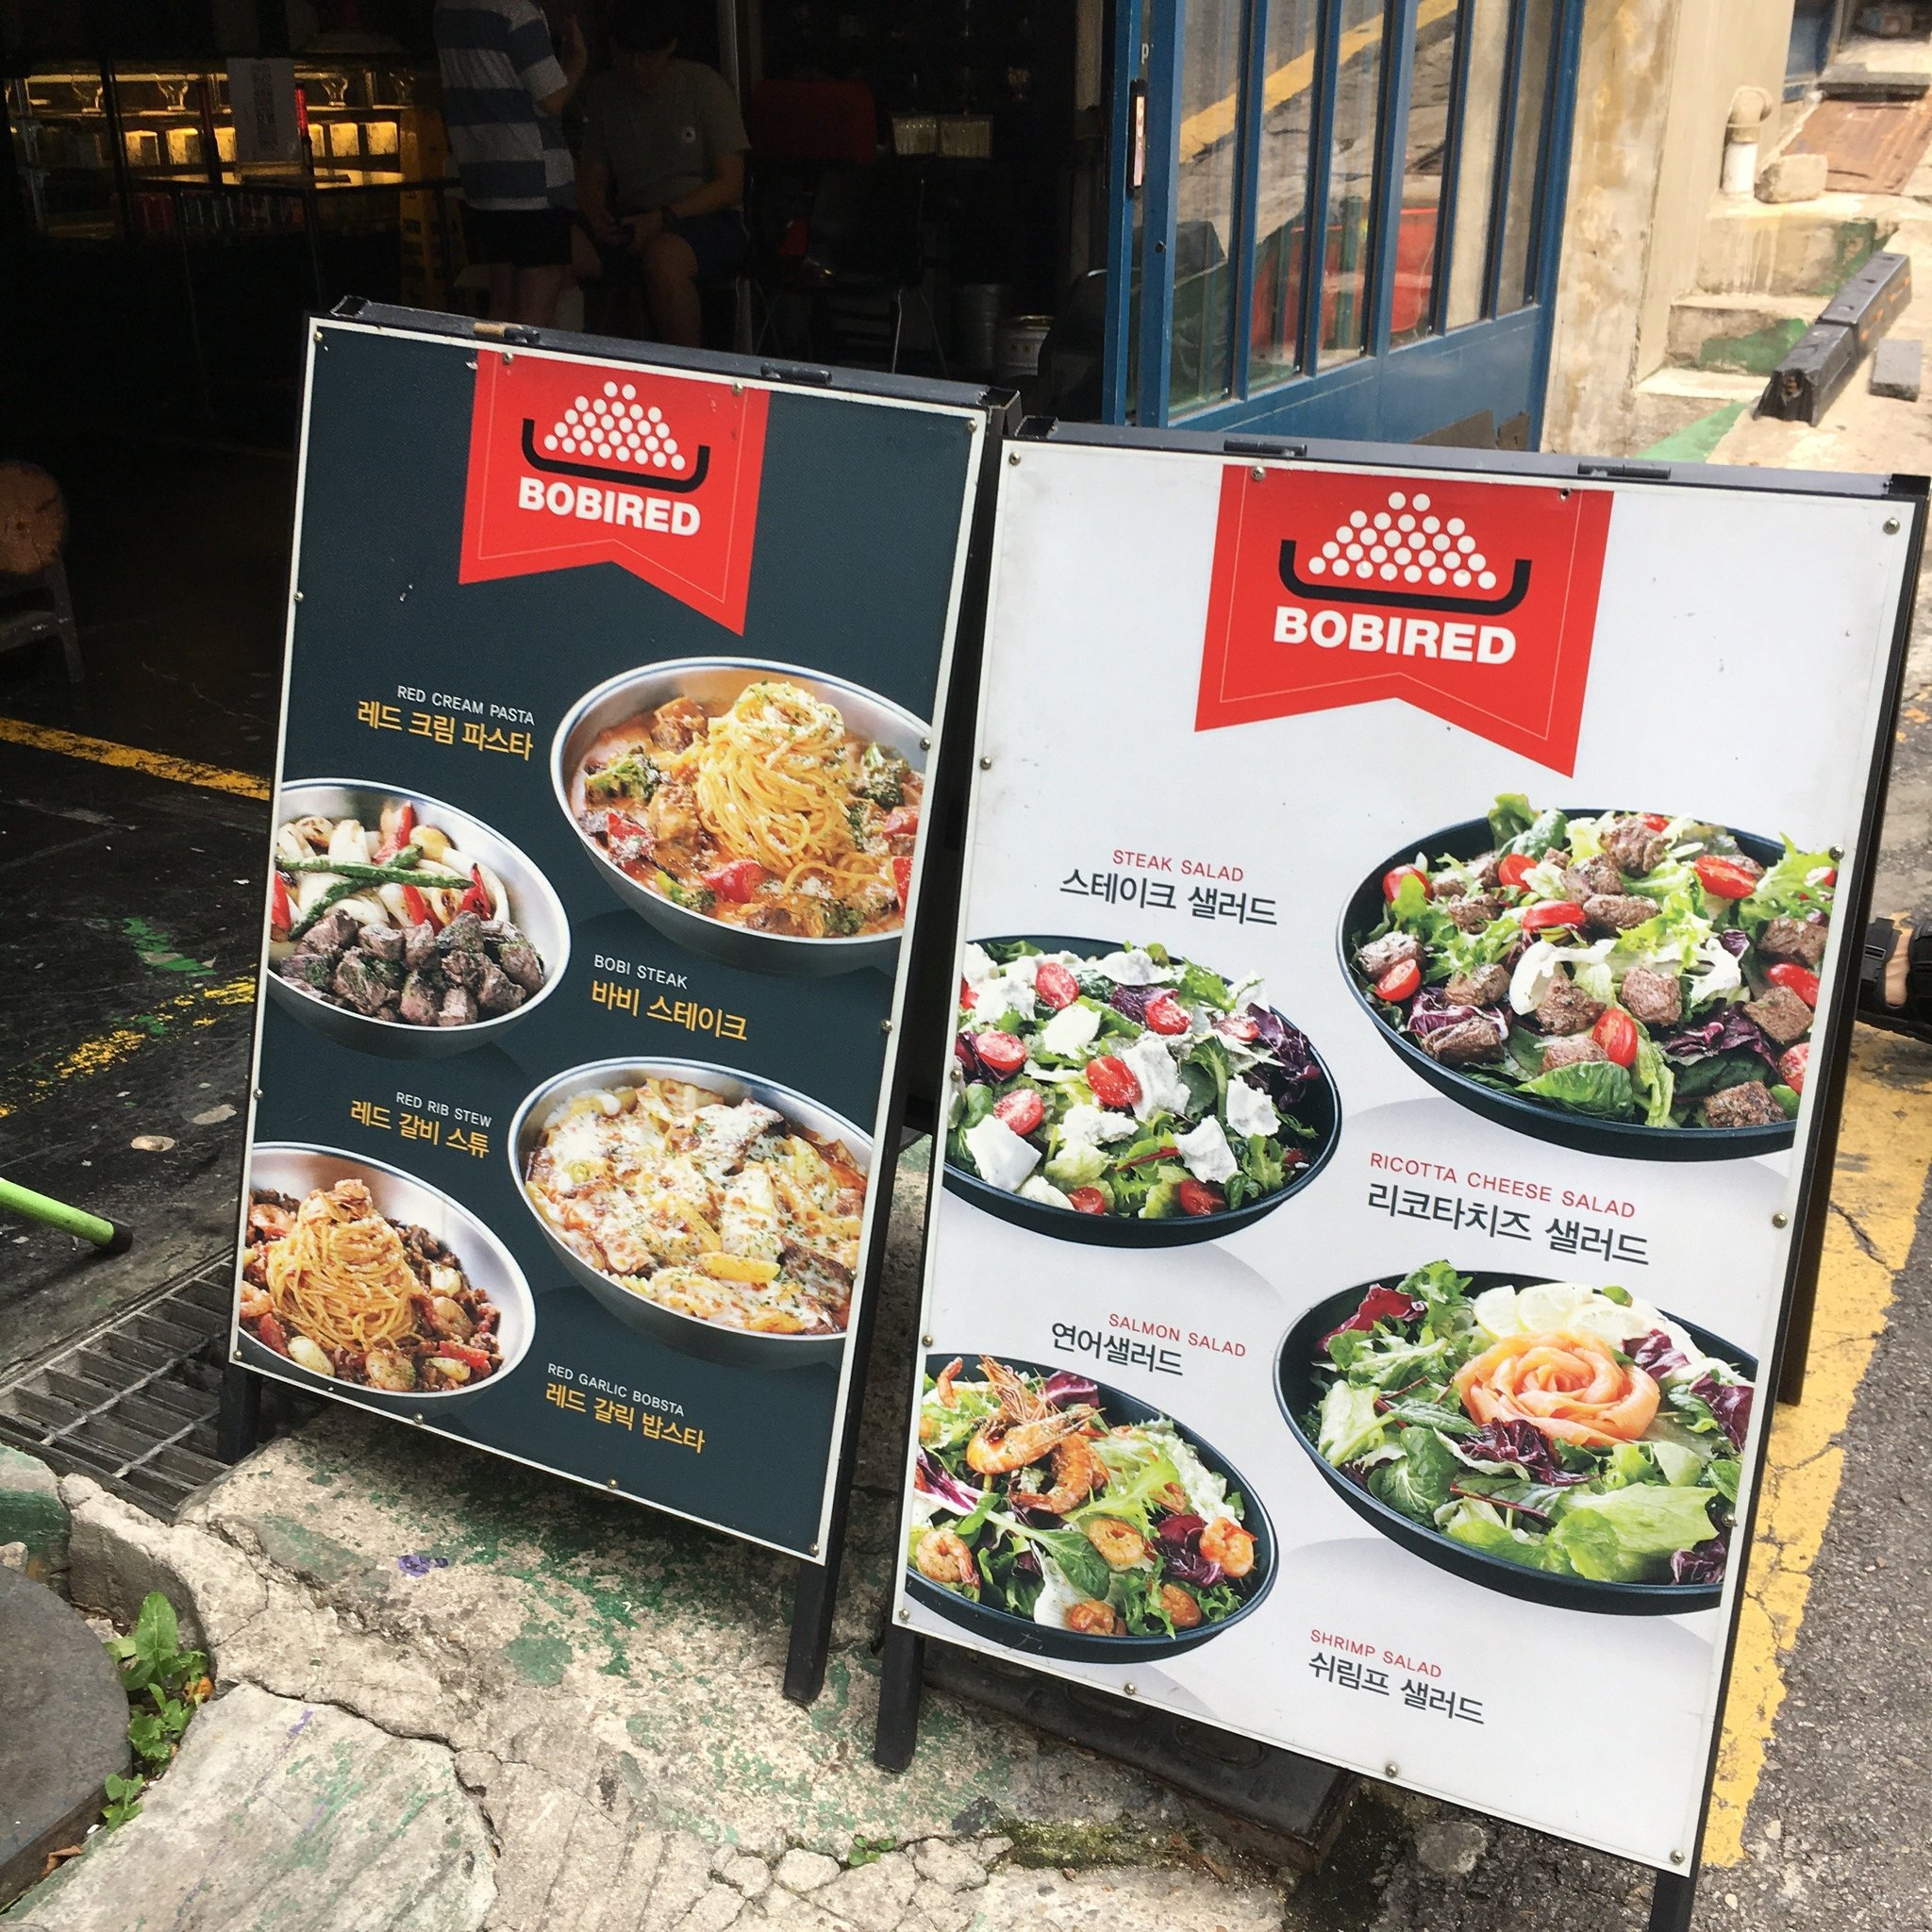 BOBIRED
RED CREAM PASTA
레드 크림 파스타
BOBI STEAK
바비 스테이크
RED RIB STEW
레드 갈비 스튜
RED GARLIC BOBSTA
레드 갈릭 밥스타
BOBIRED
STEAK SALAD
스테이크 샐러드
RICOTTA CHEESE SALAD
리코타치즈 샐러드
SALMON SALAD
연어샐러드
SHRIMP SALAD
쉬림프 샐러드